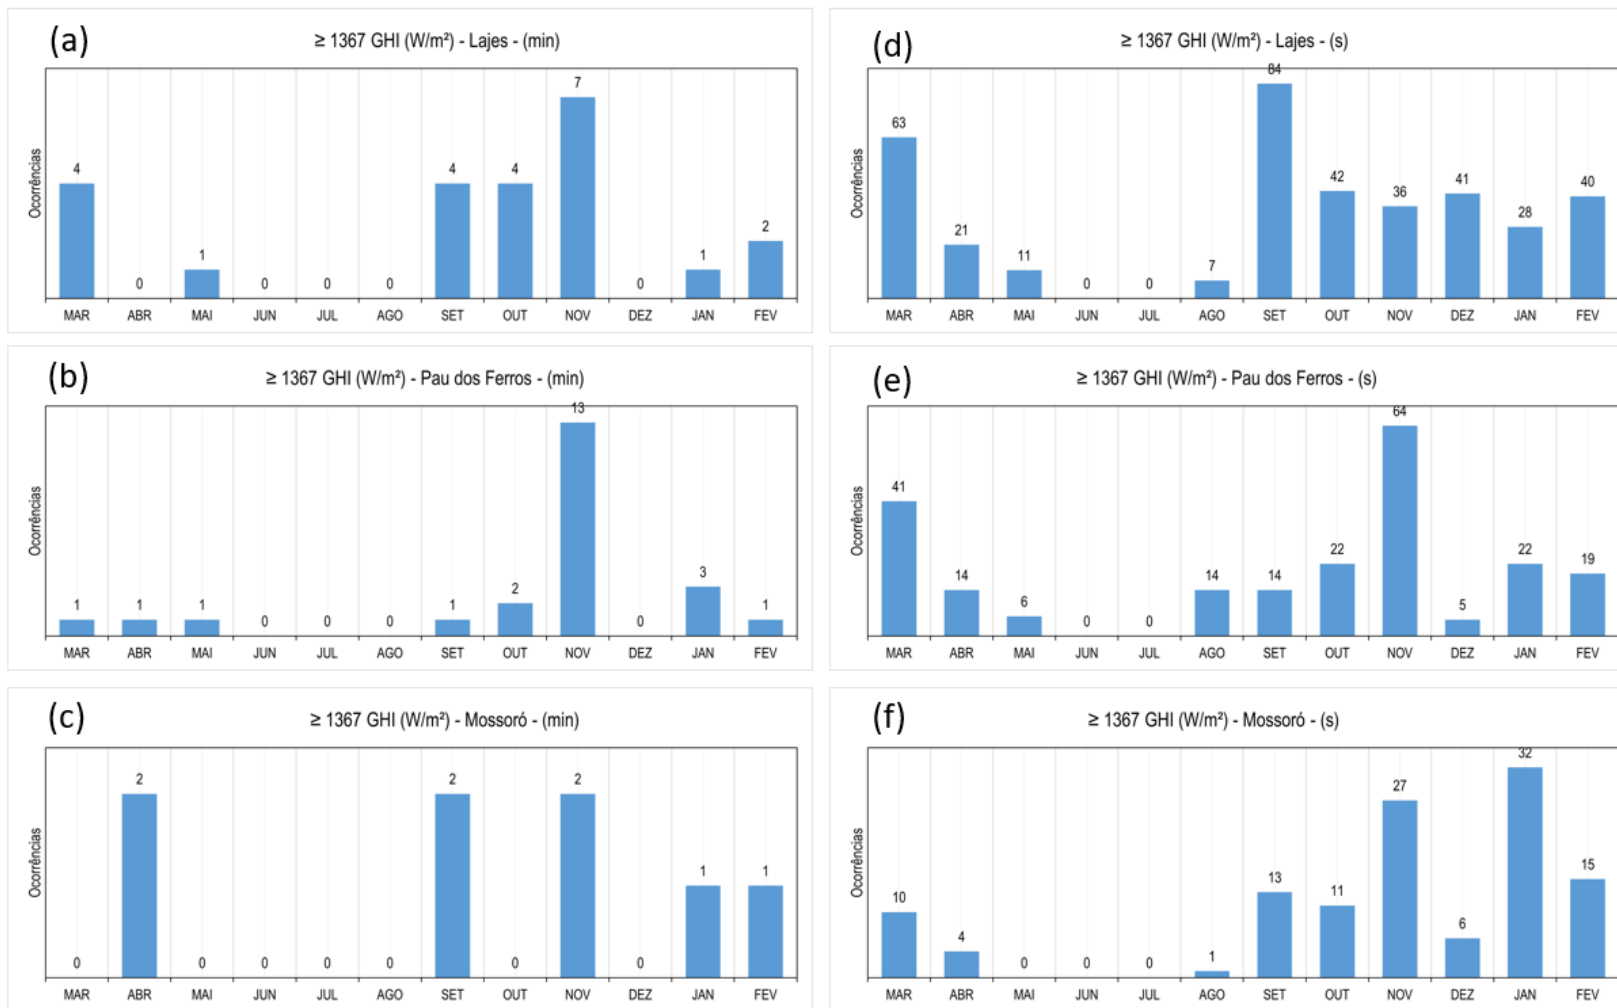 (a)
≥ 1367 GHI (W/m²) - Lajes - (min)
Ocorrências
4 0 1 0 0 0 4 4 7 0 1 2
MAR ABR MAI JUN JUL AGO SET OUT NOV DEZ JAN FEV
(d)
≥ 1367 GHI (W/m²) - Lajes - (s)
Ocorrências
63 21 11 0 0 7 84 42 36 41 28 40
MAR ABR MAI JUN JUL AGO SET OUT NOV DEZ JAN FEV
(b)
≥ 1367 GHI (W/m²) - Pau dos Ferros - (min)
Ocorrências
1 1 1 0 0 0 1 2 13 0 3 1
MAR ABR MAI JUN JUL AGO SET OUT NOV DEZ JAN FEV
(e)
≥ 1367 GHI (W/m²) - Pau dos Ferros - (s)
Ocorrências
41 14 6 0 0 14 14 22 64 5 22 19
MAR ABR MAI JUN JUL AGO SET OUT NOV DEZ JAN FEV
(c)
≥ 1367 GHI (W/m²) - Mossoró - (min)
Ocorrências
0 2 0 0 0 0 2 0 2 0 1 1
MAR ABR MAI JUN JUL AGO SET OUT NOV DEZ JAN FEV
(f)
≥ 1367 GHI (W/m²) - Mossoró - (s)
Ocorrências
10 4 0 0 0 1 13 11 27 6 32 15
MAR ABR MAI JUN JUL AGO SET OUT NOV DEZ JAN FEV